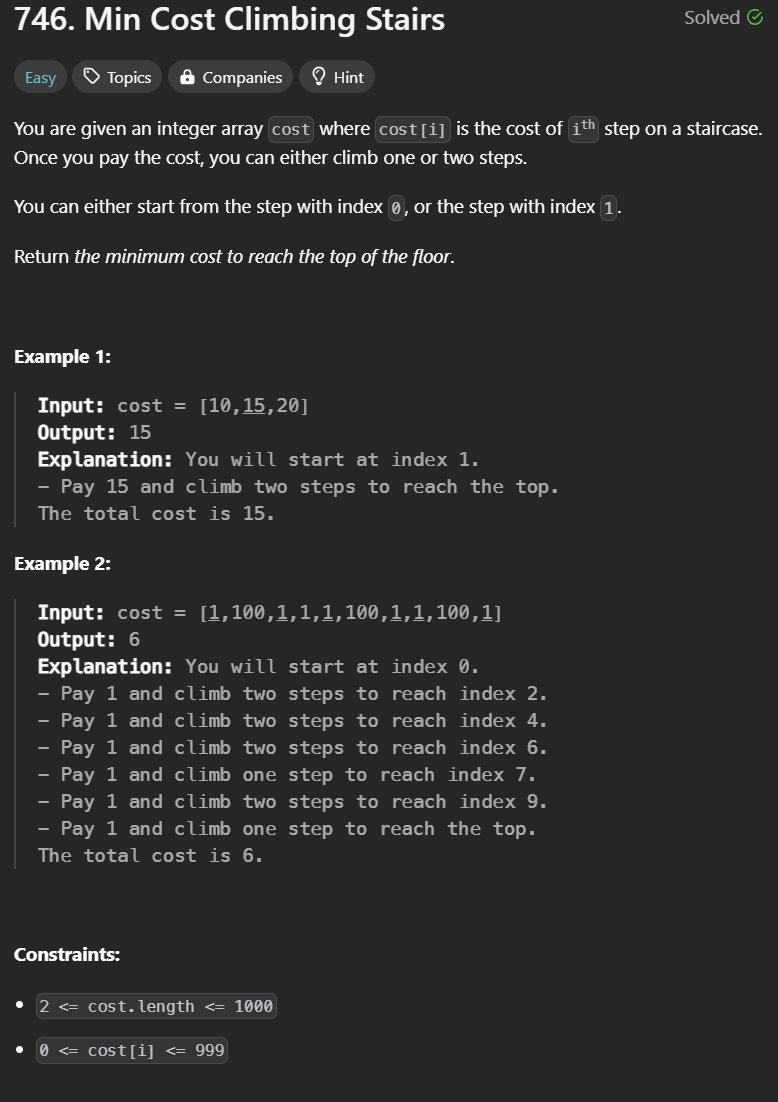 746. Min Cost Climbing Stairs
Solved
Easy Topics Companies Hint
You are given an integer array cost where cost[i] is the cost of ith step on a staircase.
Once you pay the cost, you can either climb one or two steps.
You can either start from the step with index 0, or the step with index 1.
Return the minimum cost to reach the top of the floor.
Example 1:
Input: cost = [10,15,20]
Output: 15
Explanation: You will start at index 1.
- Pay 15 and climb two steps to reach the top.
The total cost is 15.
Example 2:
Input: cost = [1,100,1,1,1,100,1,1,100,1]
Output: 6
Explanation: You will start at index 0.
- Pay 1 and climb two steps to reach index 2.
- Pay 1 and climb two steps to reach index 4.
- Pay 1 and climb two steps to reach index 6.
- Pay 1 and climb one step to reach index 7.
- Pay 1 and climb two steps to reach index 9.
- Pay 1 and climb one step to reach the top.
The total cost is 6.
Constraints:
• 2 <= cost.length <= 1000
• 0 <= cost[i] <= 999